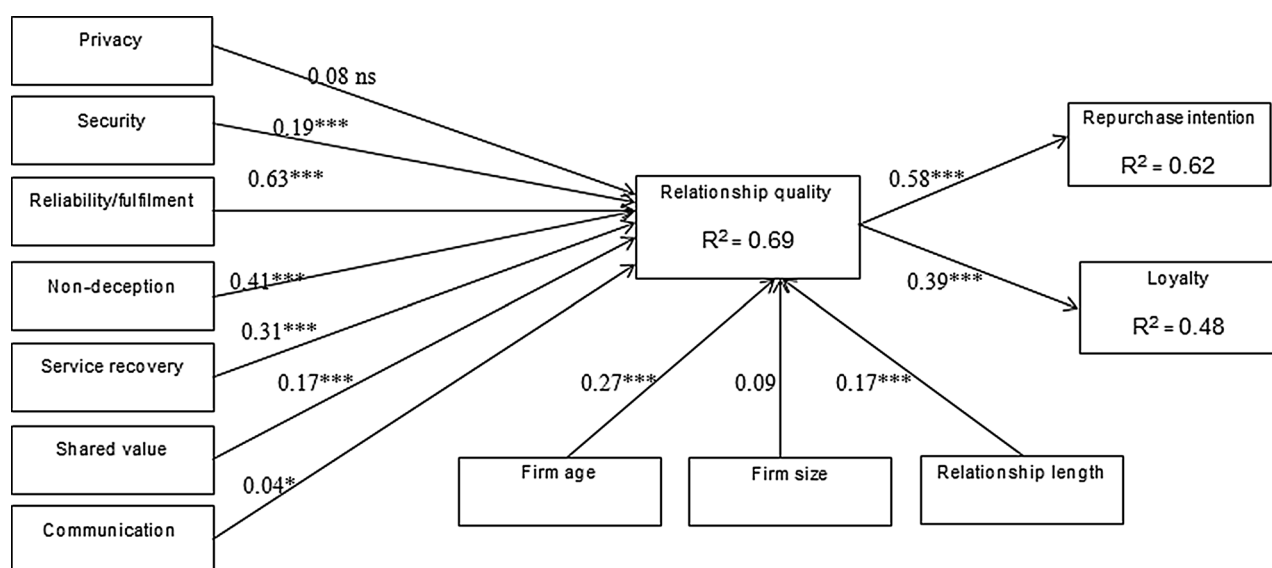 Privacy
0.08 ns
Security
0.19***
Reliability/fulfilment
0.63***
Non-deception
0.41***
Service recovery
0.31***
Shared value
0.17***
Communication
0.04*
Relationship quality
R² = 0.69
Firm age
0.27***
Firm size
0.09
Relationship length
0.17***
0.58***
Repurchase intention
R² = 0.62
0.39***
Loyalty
R² = 0.48